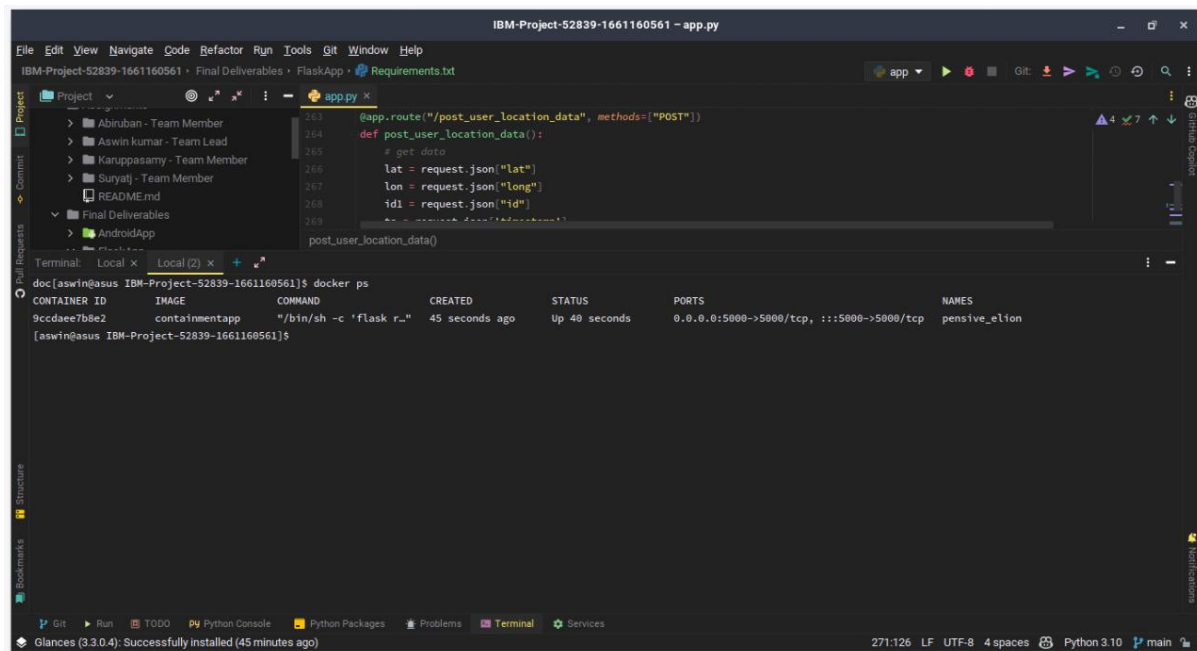 IBM-Project-52839-1661160561 – app.py
File Edit View Navigate Code Refactor Run Tools Git Window Help
IBM-Project-52839-1661160561 › Final Deliverables › FlaskApp › Requirements.txt
app
Git:
Project
app.py
Abiruban - Team Member
Aswin kumar - Team Lead
Karuppasamy - Team Member
Suryatj - Team Member
README.md
Final Deliverables
AndroidApp
263 @app.route("/post_user_location_data", methods=["POST"])
264 def post_user_location_data():
265 # get data
266 lat = request.json["lat"]
267 lon = request.json["long"]
268 id1 = request.json["id"]
269
4 7
post_user_location_data()
Terminal: Local × Local (2) × +
doc[aswin@asus IBM-Project-52839-1661160561]$ docker ps
CONTAINER ID IMAGE COMMAND CREATED STATUS PORTS NAMES
9ccdaee7b8e2 containmentapp "/bin/sh -c 'flask r…" 45 seconds ago Up 40 seconds 0.0.0.0:5000->5000/tcp, :::5000->5000/tcp pensive_elion
[aswin@asus IBM-Project-52839-1661160561]$
Project
Commit
Pull Requests
Structure
Bookmarks
GitHub Copilot
Notifications
Git Run TODO Python Console Python Packages Problems Terminal Services
Glances (3.3.0.4): Successfully installed (45 minutes ago)
271:126 LF UTF-8 4 spaces Python 3.10 main